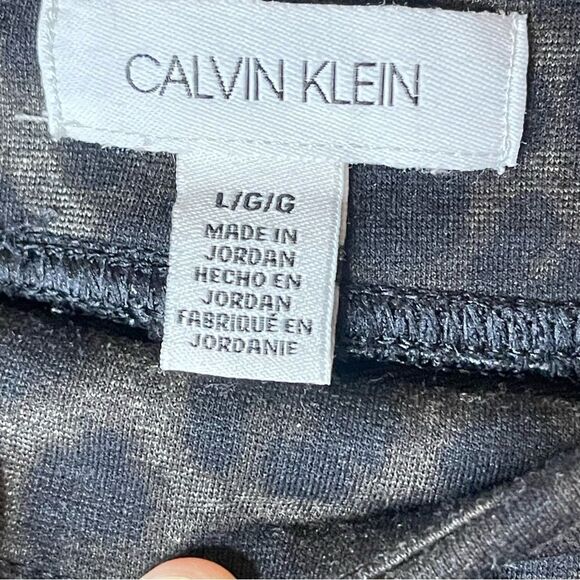 CALVIN KLEIN
L/G/G
MADE IN
JORDAN
HECHO EN
JORDAN
FABRIQUÉ EN
JORDANIE